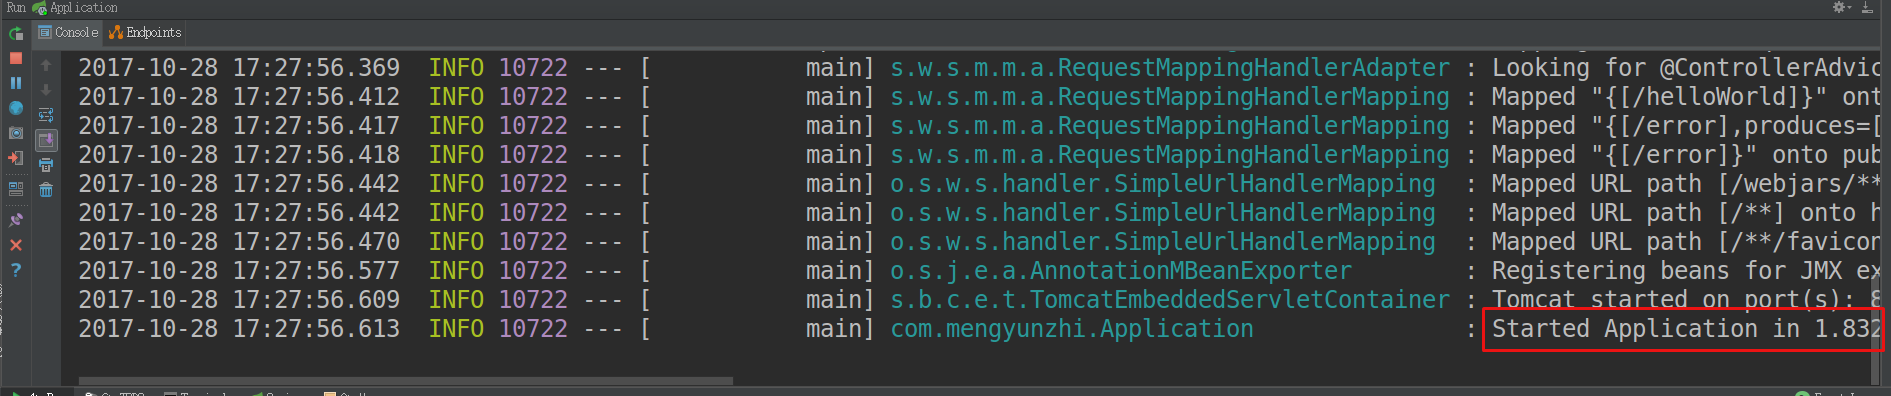 Run Application
Console Endpoints
2017-10-28 17:27:56.369  INFO 10722 --- [           main] s.w.s.m.m.a.RequestMappingHandlerAdapter : Looking for @ControllerAdvic
2017-10-28 17:27:56.412  INFO 10722 --- [           main] s.w.s.m.m.a.RequestMappingHandlerMapping : Mapped "{[/helloWorld]}" ont
2017-10-28 17:27:56.417  INFO 10722 --- [           main] s.w.s.m.m.a.RequestMappingHandlerMapping : Mapped "{[/error],produces=[
2017-10-28 17:27:56.418  INFO 10722 --- [           main] s.w.s.m.m.a.RequestMappingHandlerMapping : Mapped "{[/error]}" onto pub
2017-10-28 17:27:56.442  INFO 10722 --- [           main] o.s.w.s.handler.SimpleUrlHandlerMapping  : Mapped URL path [/webjars/**
2017-10-28 17:27:56.442  INFO 10722 --- [           main] o.s.w.s.handler.SimpleUrlHandlerMapping  : Mapped URL path [/**] onto h
2017-10-28 17:27:56.470  INFO 10722 --- [           main] o.s.w.s.handler.SimpleUrlHandlerMapping  : Mapped URL path [/**/favicon
2017-10-28 17:27:56.577  INFO 10722 --- [           main] o.s.j.e.a.AnnotationMBeanExporter        : Registering beans for JMX ex
2017-10-28 17:27:56.609  INFO 10722 --- [           main] s.b.c.e.t.TomcatEmbeddedServletContainer : Tomcat started on port(s): 8
2017-10-28 17:27:56.613  INFO 10722 --- [           main] com.mengyunzhi.Application               : Started Application in 1.832